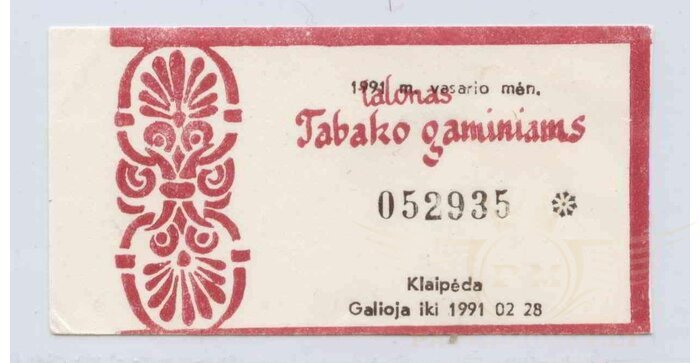 1991 m. vasario mėn.
talonas
Tabako gaminiams
052935
Klaipėda
Galioja iki 1991 02 28